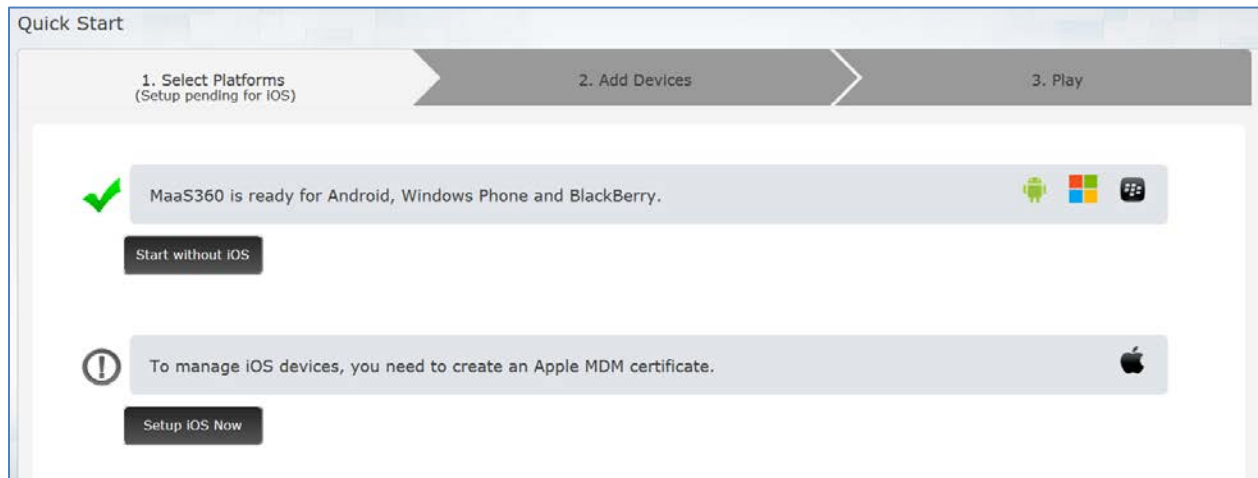 Quick Start
1. Select Platforms
(Setup pending for iOS)
2. Add Devices
3. Play
MaaS360 is ready for Android, Windows Phone and BlackBerry.
Start without iOS
To manage iOS devices, you need to create an Apple MDM certificate.
Setup iOS Now